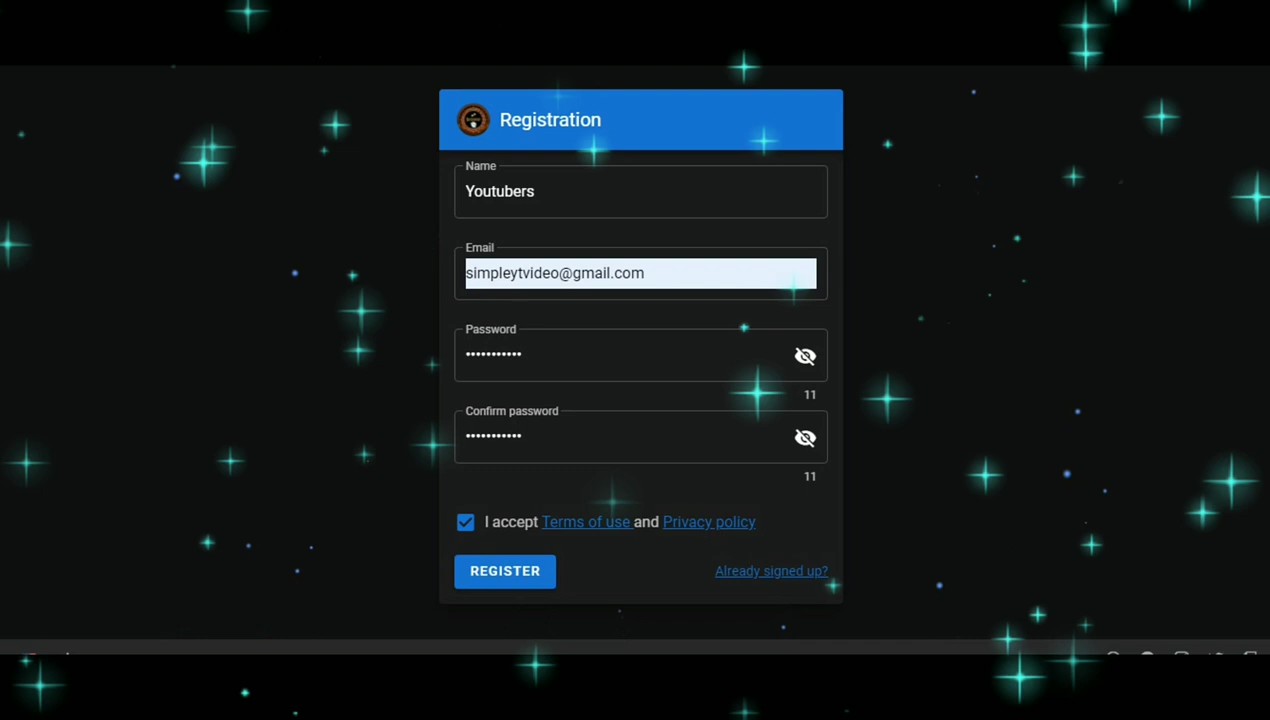 Registration
Name
Youtubers
Email
simpleytvideo@gmail.com
Password
•••••••••••
11
Confirm password
•••••••••••
11
I accept Terms of use and Privacy policy
REGISTER
Already signed up?